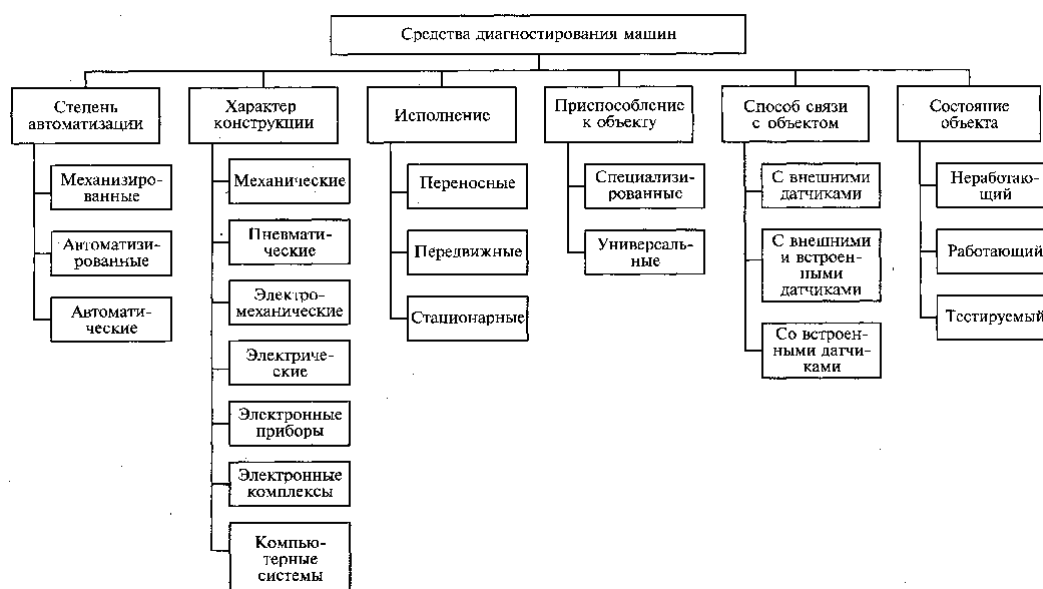 Средства диагностирования машин
Степень
автоматизации
Механизиро-
ванные
Автоматизи-
рованные
Автомати-
ческие
Характер
конструкции
Механические
Пневмати-
ческие
Электро-
механические
Электриче-
ские
Электронные
приборы
Электронные
комплексы
Компью-
терные
системы
Исполнение
Переносные
Передвижные
Стационарные
Приспособление
к объекту
Специализи-
рованные
Универсаль-
ные
Способ связи
с объектом
С внешними
датчиками
С внешними
и встроен-
ными
датчиками
Со встроен-
ными датчи-
ками
Состояние
объекта
Неработаю-
щий
Работающий
Тестируемый